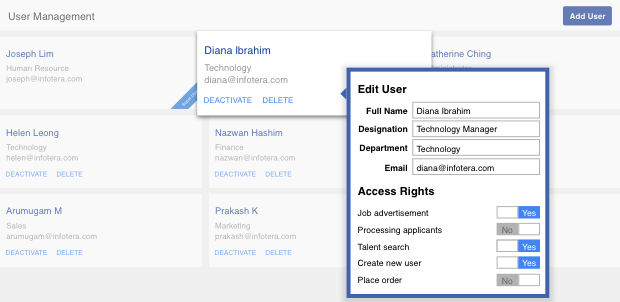 User Management
Add User
Joseph Lim
Human Resource
joseph@infotera.com
Diana Ibrahim
Technology
diana@infotera.com
DEACTIVATE DELETE
atherine Ching
Helen Leong
Technology
helen@infotera.com
DEACTIVATE DELETE
Nazwan Hashim
Finance
nazwan@infotera.com
DEACTIVATE DELETE
Arumugam M
Sales
arumugam@infotera.com
DEACTIVATE DELETE
Prakash K
Marketing
prakash@infotera.com
DEACTIVATE DELETE
Edit User
Full Name Diana Ibrahim
Designation Technology Manager
Department Technology
Email diana@infotera.com
Access Rights
Job advertisement Yes
Processing applicants No
Talent search Yes
Create new user Yes
Place order No